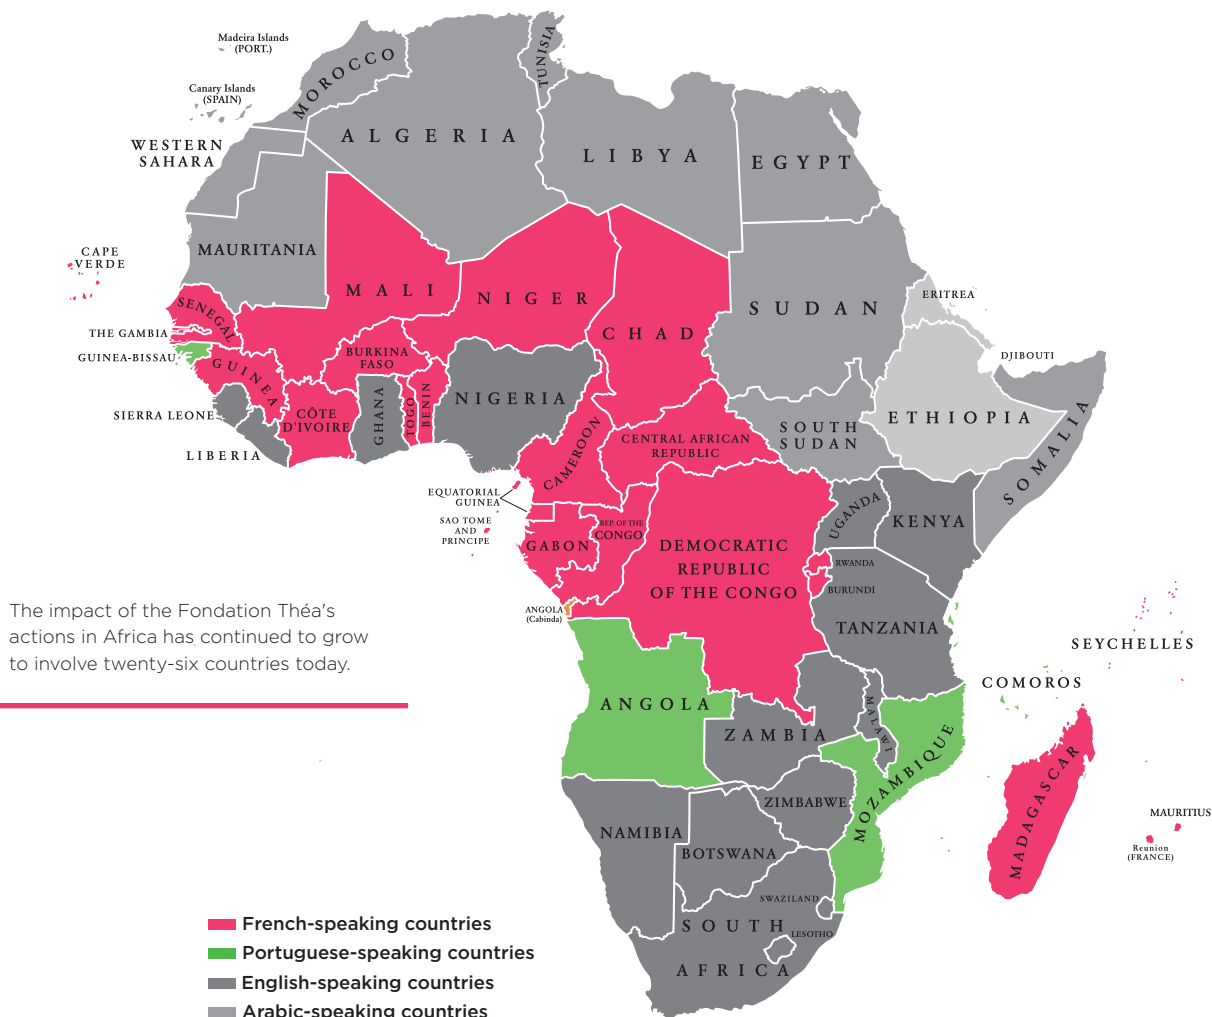 Madeira Islands
(PORT.)
Canary Islands
(SPAIN)
MOROCCO
TUNISIA
ALGERIA
LIBYA
EGYPT
WESTERN
SAHARA
MAURITANIA
CAPE
VERDE
MALI
NIGER
CHAD
SUDAN
ERITREA
SENEGAL
THE GAMBIA
GUINEA-BISSAU
GUINEA
BURKINA
FASO
DJIBOUTI
SIERRA LEONE
LIBERIA
CÔTE
D'IVOIRE
GHANA
TOGO
BENIN
NIGERIA
CAMEROON
CENTRAL AFRICAN
REPUBLIC
SOUTH
SUDAN
ETHIOPIA
SOMALIA
EQUATORIAL
GUINEA
SAO TOME
AND
PRINCIPE
GABON
REP. OF THE
CONGO
DEMOCRATIC
REPUBLIC
OF THE CONGO
UGANDA
KENYA
RWANDA
BURUNDI
TANZANIA
ANGOLA
(Cabinda)
The impact of the Fondation Théa's
actions in Africa has continued to grow
to involve twenty-six countries today.
SEYCHELLES
COMOROS
ANGOLA
ZAMBIA
MALAWI
MOZAMBIQUE
MADAGASCAR
MAURITIUS
Reunion
(FRANCE)
ZIMBABWE
NAMIBIA
BOTSWANA
SWAZILAND
LESOTHO
SOUTH
AFRICA
French-speaking countries
Portuguese-speaking countries
English-speaking countries
Arabic-speaking countries